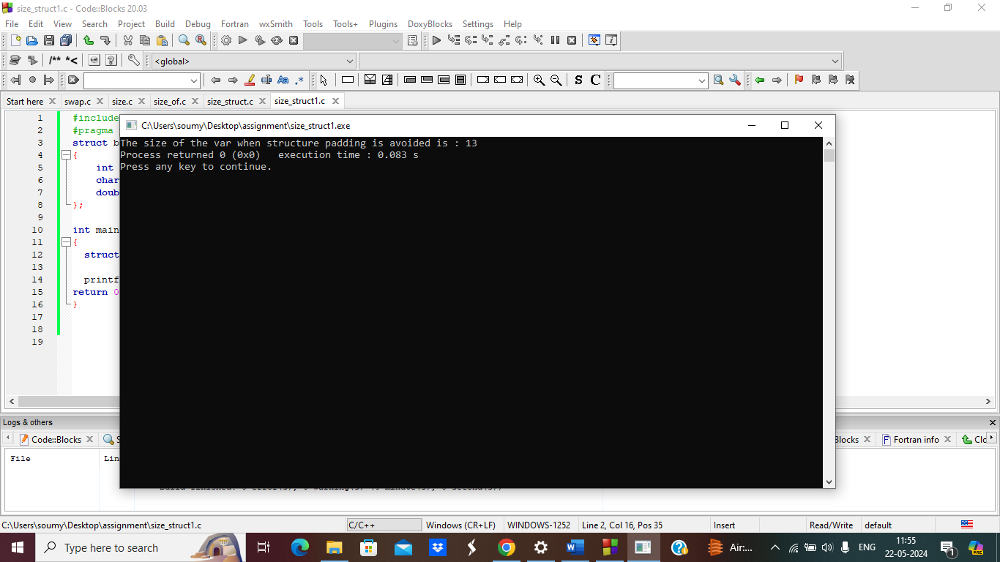 size_struct1.c - Code::Blocks 20.03
File Edit View Search Project Build Debug Fortran wxSmith Tools Tools+ Plugins DoxyBlocks Settings Help
/** *< <global>
Aa .* S C
Start here swap.c size.c size_of.c size_struct.c size_struct1.c
C:\Users\soumy\Desktop\assignment\size_struct1.exe
The size of the var when structure padding is avoided is : 13
Process returned 0 (0x0)   execution time : 0.083 s
Press any key to continue.
1 #include
2 #pragma
3 struct b
4 {
5 int
6 char
7 doub
8 };
9
10 int main
11 {
12 struct
13
14 printf
15 return 0
16 }
17
18
19
Logs & others
Code::Blocks S Blocks Fortran info Clo
File Lin
C:\Users\soumy\Desktop\assignment\size_struct1.c C/C++ Windows (CR+LF) WINDOWS-1252 Line 2, Col 16, Pos 35 Insert Read/Write default
Type here to search Air... ENG 11:55
22-05-2024 1 PRE